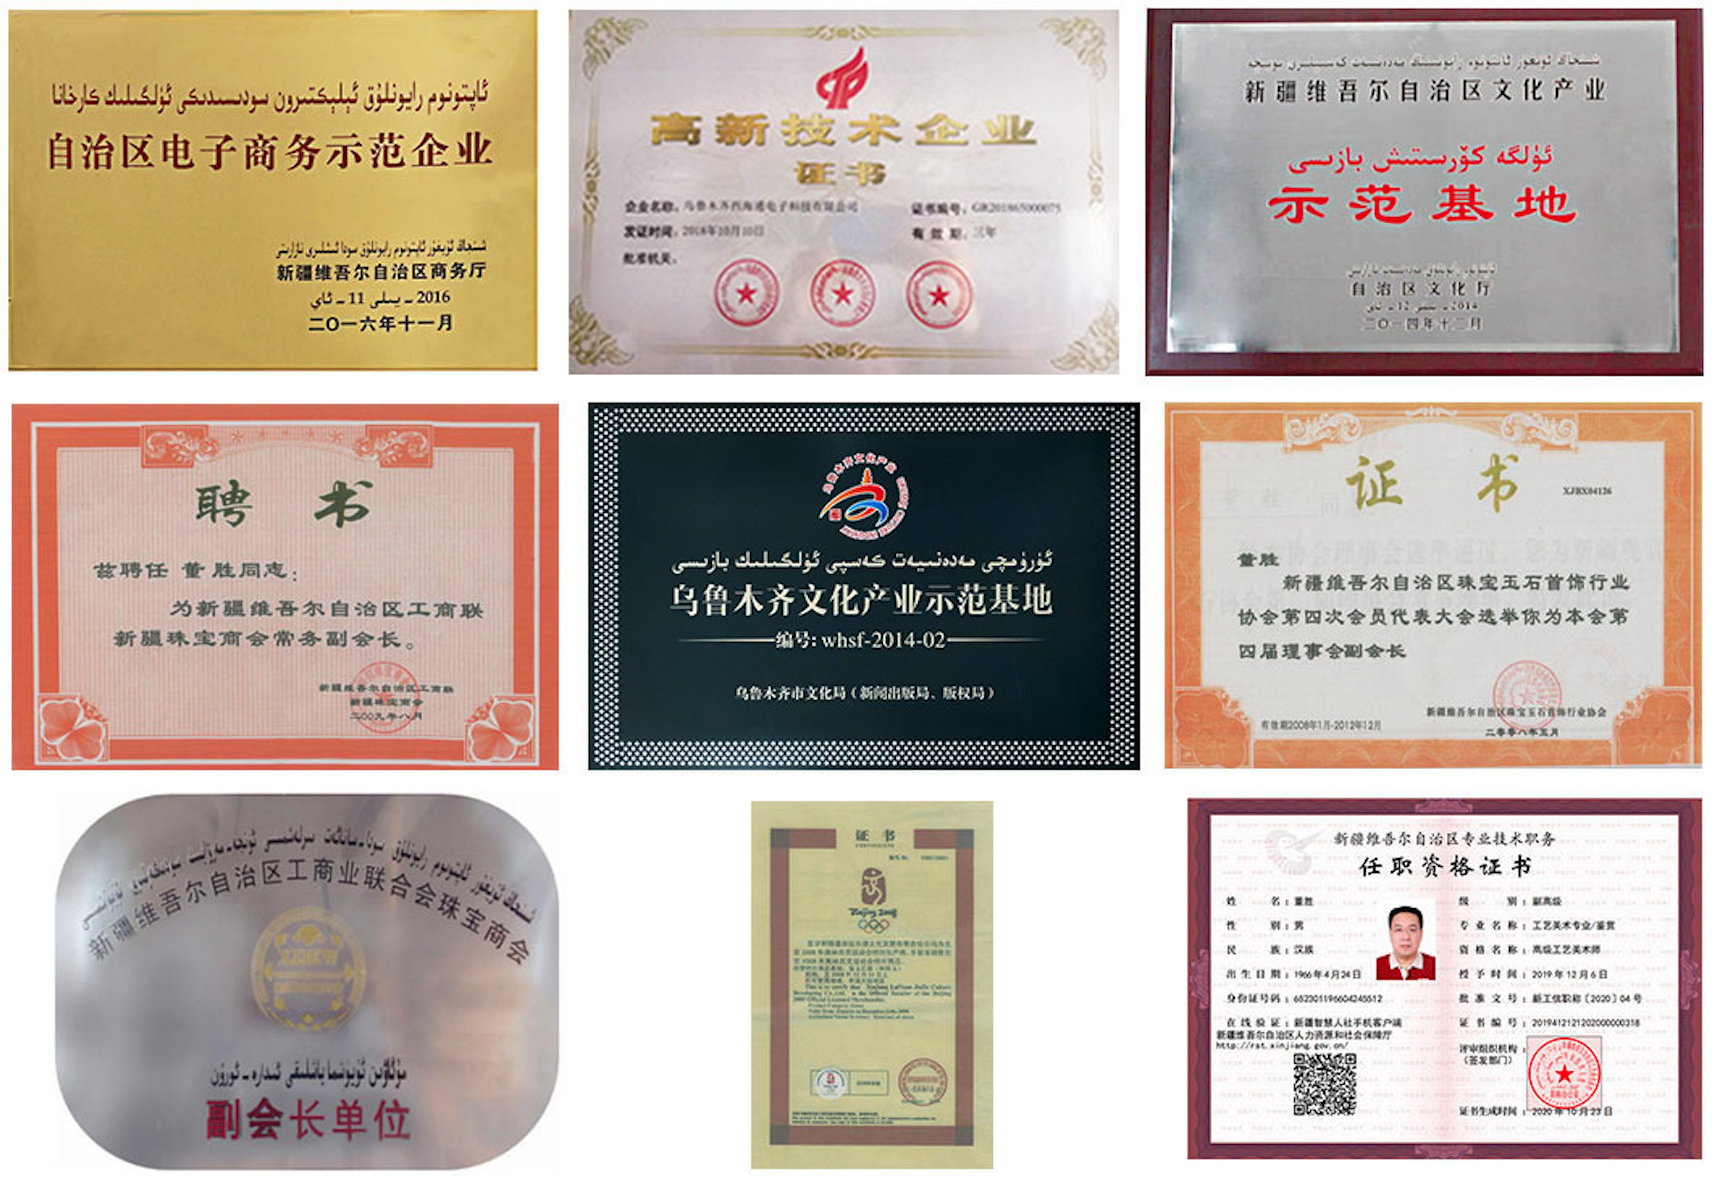 ئاپتونوم رايونلۇق ئېلېكتىرون سودىسىدىكى ئۈلگىلىك كارخانا
自治区电子商务示范企业
شىنجاڭ ئۇيغۇر ئاپتونوم رايونلۇق سودا ئىشلىرى نازارىتى
新疆维吾尔自治区商务厅
2016 ـ يىلى 11 ـ ئاي
二〇一六年十一月
高新技术企业
证书
企业名称：乌鲁木齐西海通电子科技有限公司
证书编号：GR201865000075
发证时间：2018年10月10日
有效期：三年
批准机关：
新疆维吾尔自治区文化产业
ئۈلگە كۆرسىتىش بازىسى
示范基地
自治区文化厅
2014 ـ يىلى 12 ـ ئاي
二〇一四年十二月
聘书
兹聘任 董胜同志：
为新疆维吾尔自治区工商联
新疆珠宝商会常务副会长。
新疆维吾尔自治区工商联
新疆珠宝商会
二〇〇九年八月
乌鲁木齐文化产业
ئۈرۈمچى مەدەنىيەت كەسپى ئۈلگىلىك بازىسى
乌鲁木齐文化产业示范基地
编号: whsf-2014-02
乌鲁木齐市文化局（新闻出版局、版权局）
证书
XJBX04126
董胜
新疆维吾尔自治区珠宝玉石首饰行业
协会第四次会员代表大会选举你为本会第
四届理事会副会长
新疆维吾尔自治区珠宝玉石首饰行业协会
有效期2008年1月-2012年12月
二零零八年五月
新疆维吾尔自治区工商业联合会珠宝商会
مۇئاۋىن ئۇيۇشما باشلىقى ئىدارە ـ ئورۇن
副会长单位
证书
CERTIFICATE
Beijing 2008
新疆维吾尔自治区专业技术职务
任职资格证书
姓名：董胜
级别：副高级
性别：男
专业名称：工艺美术专业/鉴赏
民族：汉族
资格名称：高级工艺美术师
出生日期：1966年4月24日
授予时间：2019年12月6日
身份证号码：652301196604245512
批准文号：新工信职称〔2020〕04号
在线验证：新疆智慧人社手机客户端
证书编号：2019412121202000000318
新疆维吾尔自治区人力资源和社会保障厅
http://rst.xinjiang.gov.cn/
评审组织机构：
(签发部门)
证书生成时间：2020年10月23日